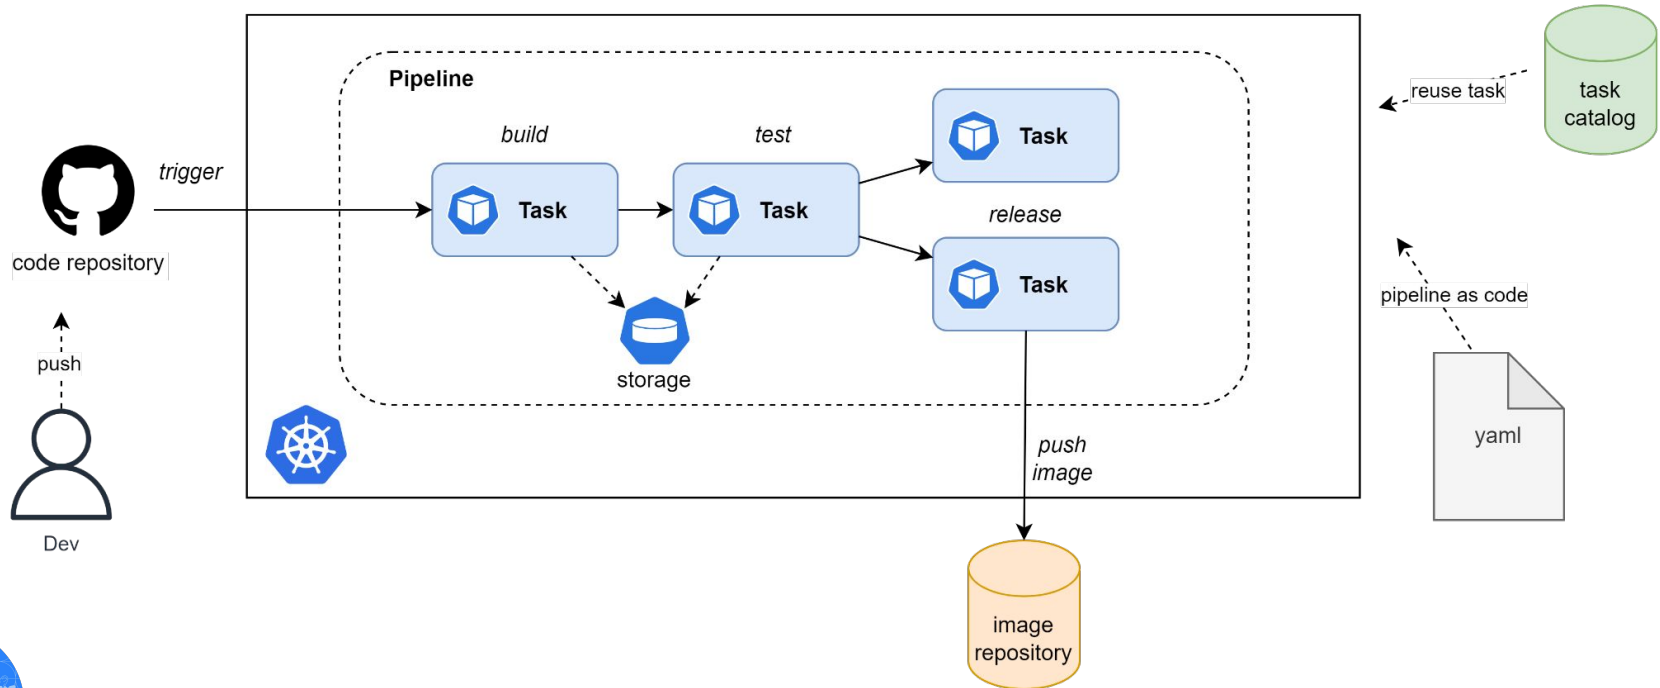 Pipeline
build
test
Task
Task
Task
release
Task
trigger
code repository
push
Dev
storage
push
image
image
repository
reuse task
task
catalog
pipeline as code
yaml